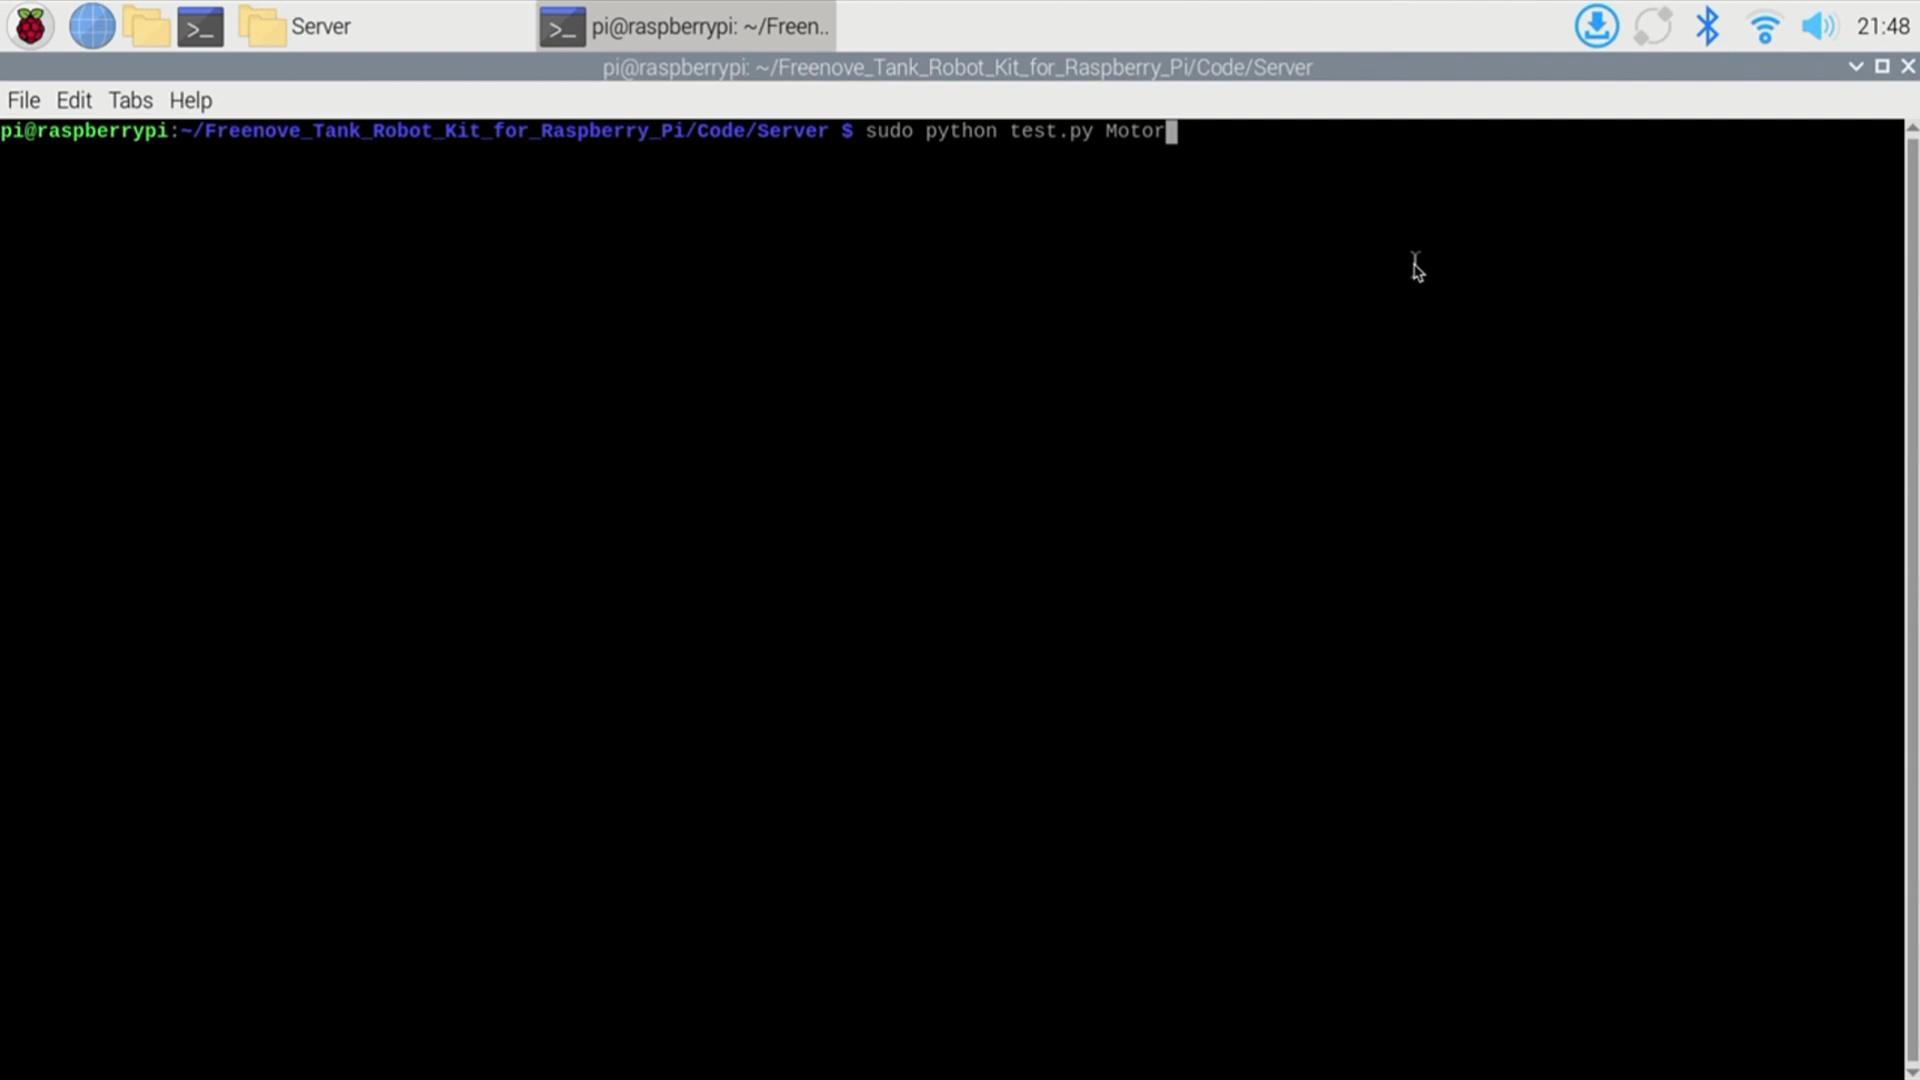 Server
pi@raspberrypi: ~/Freen..
21:48
pi@raspberrypi: ~/Freenove_Tank_Robot_Kit_for_Raspberry_Pi/Code/Server
File Edit Tabs Help
pi@raspberrypi:~/Freenove_Tank_Robot_Kit_for_Raspberry_Pi/Code/Server $ sudo python test.py Motor